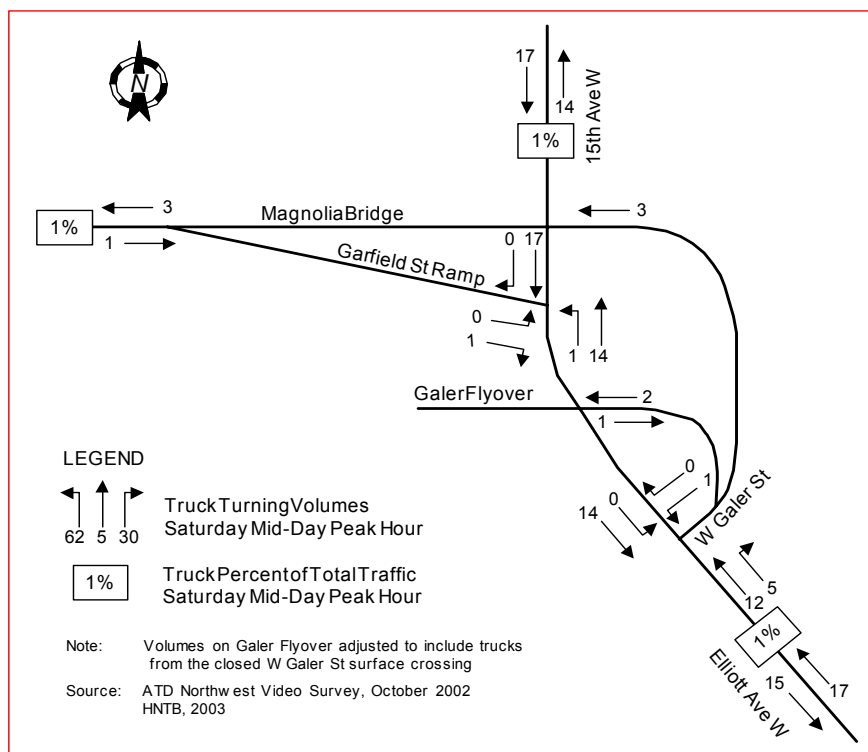 N
17
14
1%
15th Ave W
3
1%
1
Magnolia Bridge
3
Garfield St Ramp
0 17
0
1
1 14
Galer Flyover
2
1
LEGEND
62 5 30
Truck Turning Volumes
Saturday Mid-Day Peak Hour
1%
Truck Percent of Total Traffic
Saturday Mid-Day Peak Hour
0
1
0
14
W Galer St
5
12
1%
Elliott Ave W
15
17
Note: Volumes on Galer Flyover adjusted to include trucks
from the closed W Galer St surface crossing
Source: ATD Northwest Video Survey, October 2002
HNTB, 2003